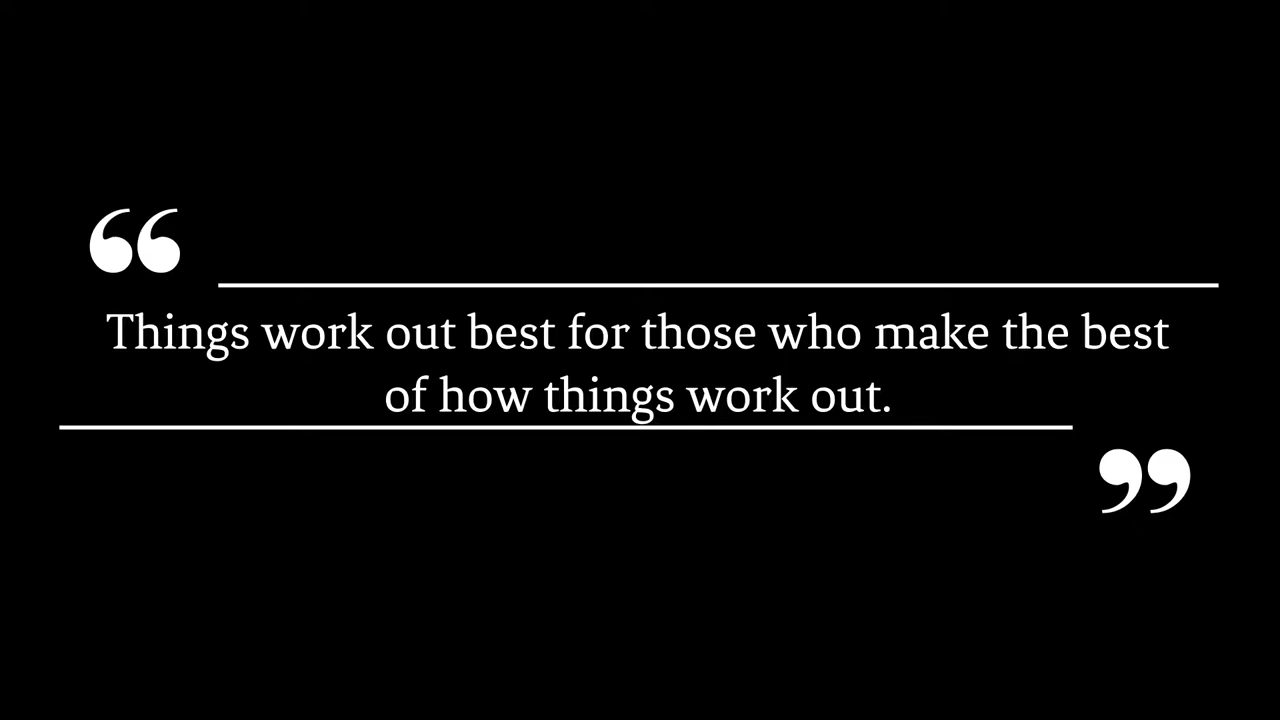 “
Things work out best for those who make the best
of how things work out.
”